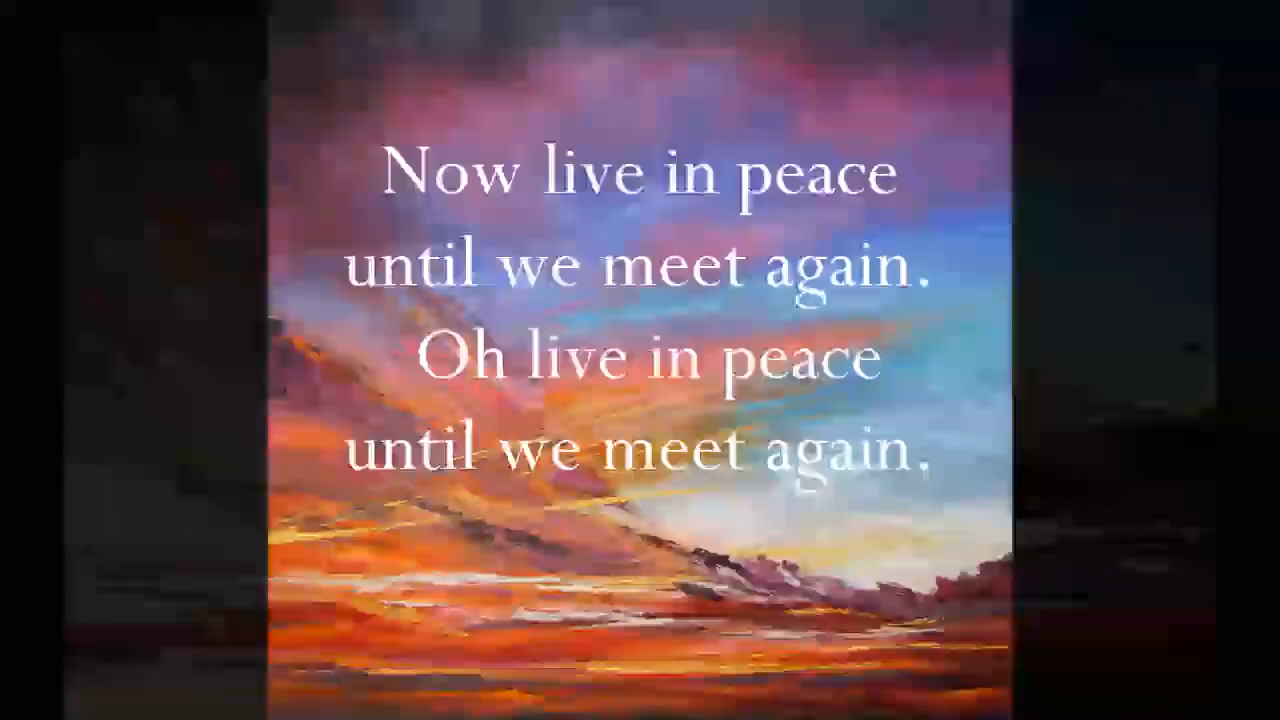 Now live in peace
until we meet again.
Oh live in peace
until we meet again.